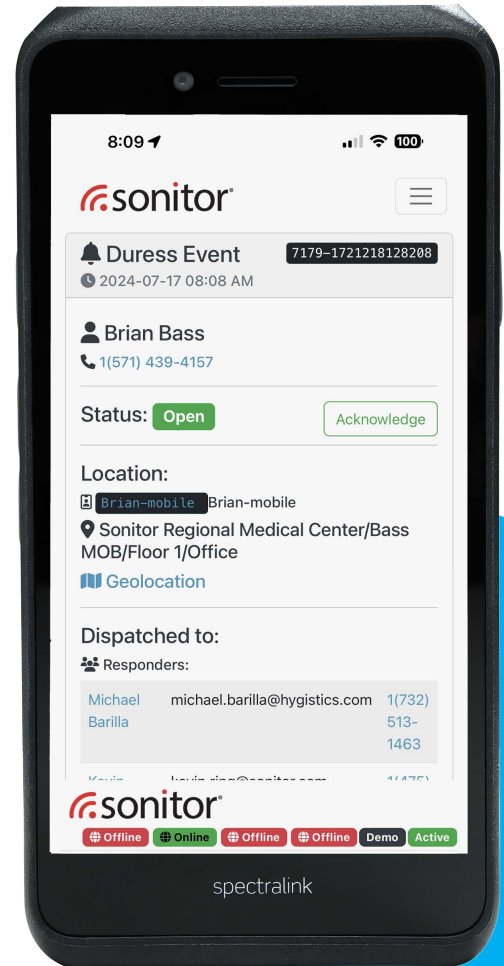 8:09
100
sonitor
Duress Event 7179-1721218128208
2024-07-17 08:08 AM
Brian Bass
1(571) 439-4157
Status: Open Acknowledge
Location:
Brian-mobile Brian-mobile
Sonitor Regional Medical Center/Bass
MOB/Floor 1/Office
Geolocation
Dispatched to:
Responders:
Michael michael.barilla@hygistics.com 1(732)
Barilla 513-
1463
sonitor
Offline Online Offline Offline Demo Active
spectralink